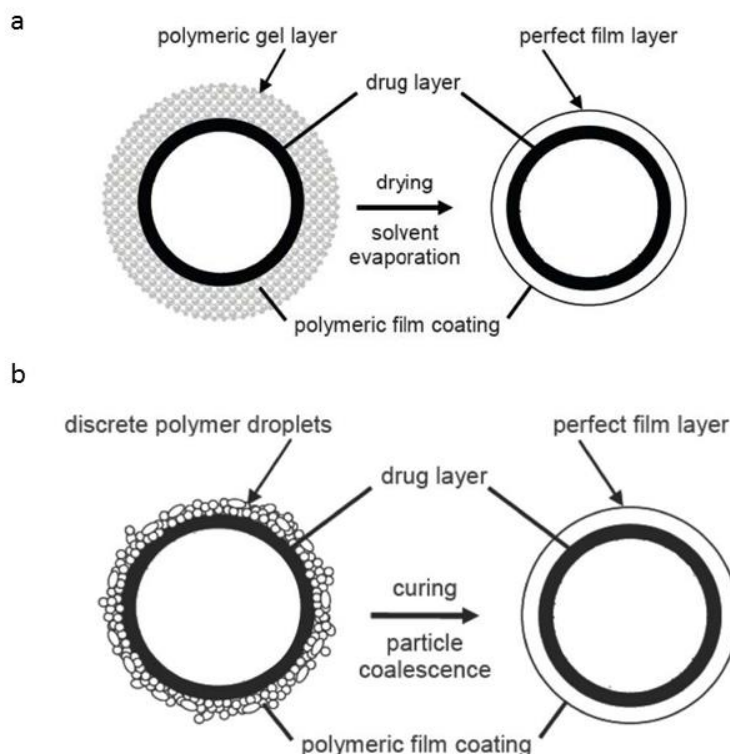 a
polymeric gel layer
perfect film layer
drug layer
drying
solvent
evaporation
polymeric film coating
b
discrete polymer droplets
perfect film layer
drug layer
curing
particle
coalescence
polymeric film coating